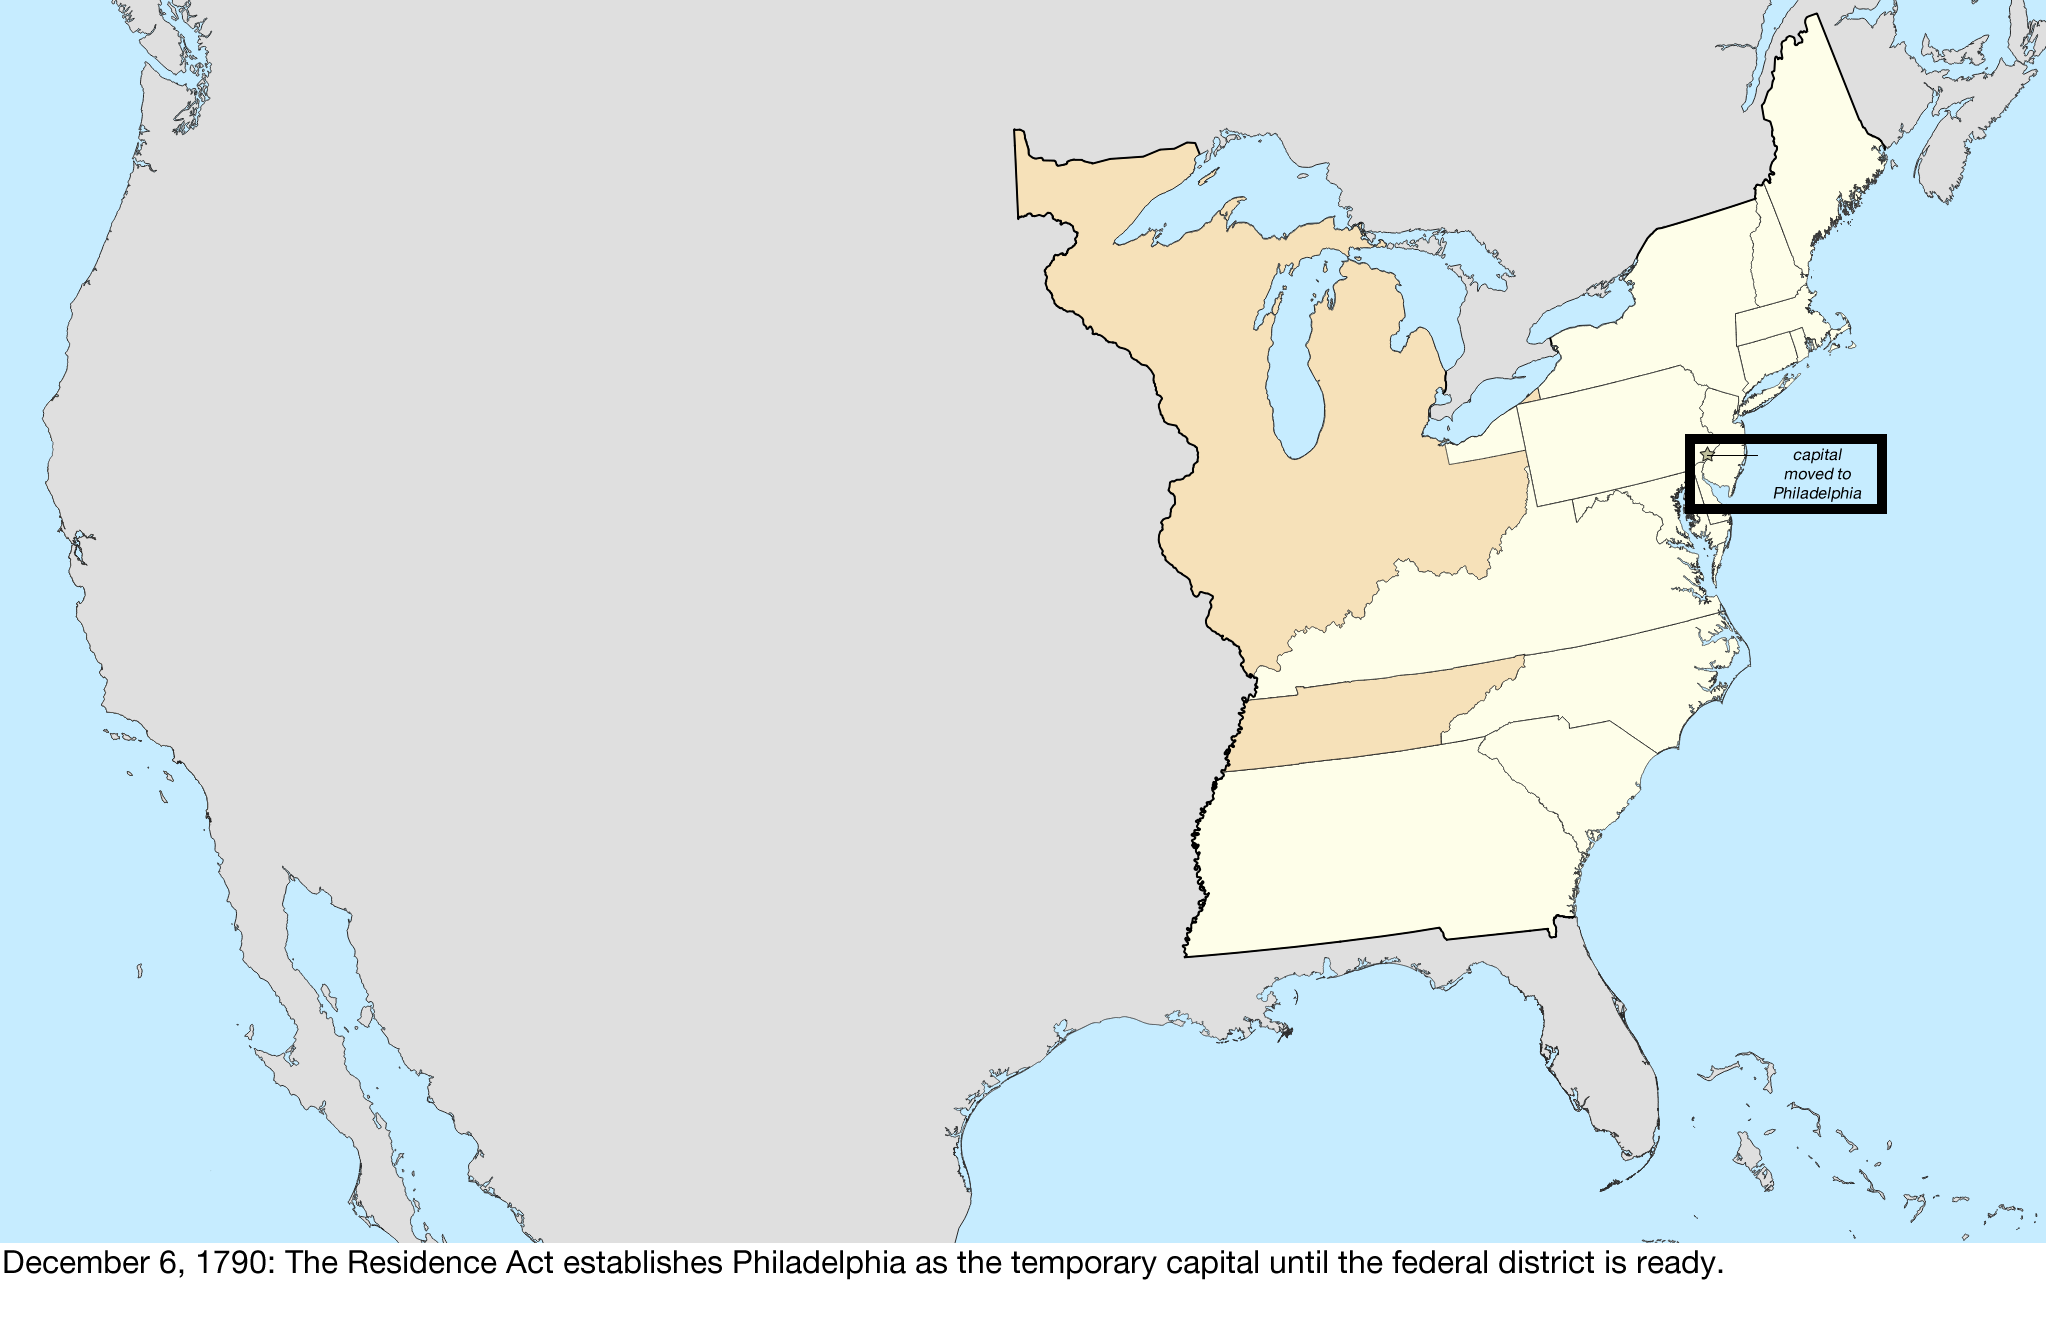 capital
moved to
Philadelphia
December 6, 1790: The Residence Act establishes Philadelphia as the temporary capital until the federal district is ready.